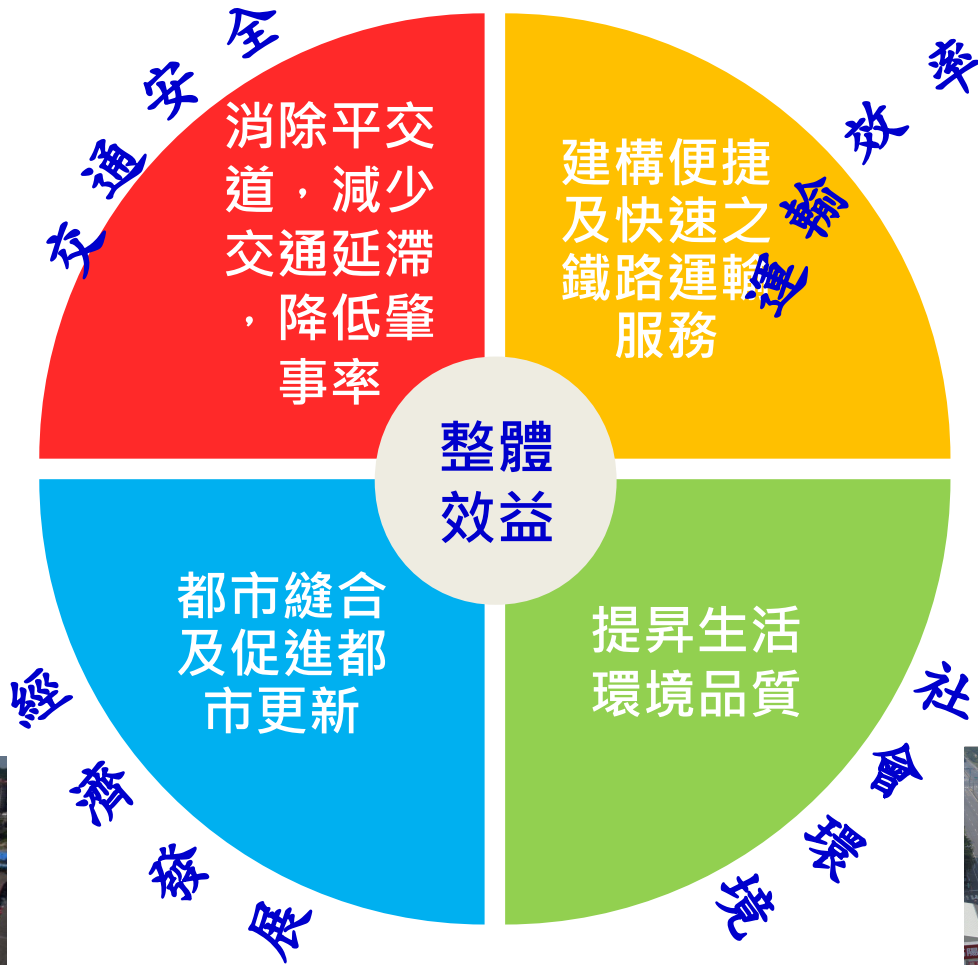 交通安全
消除平交
道，減少
交通延滯
，降低肇
事率
運輸效率
建構便捷
及快速之
鐵路運輸
服務
整體
效益
經濟發展
都市縫合
及促進都
市更新
社會環境
提昇生活
環境品質